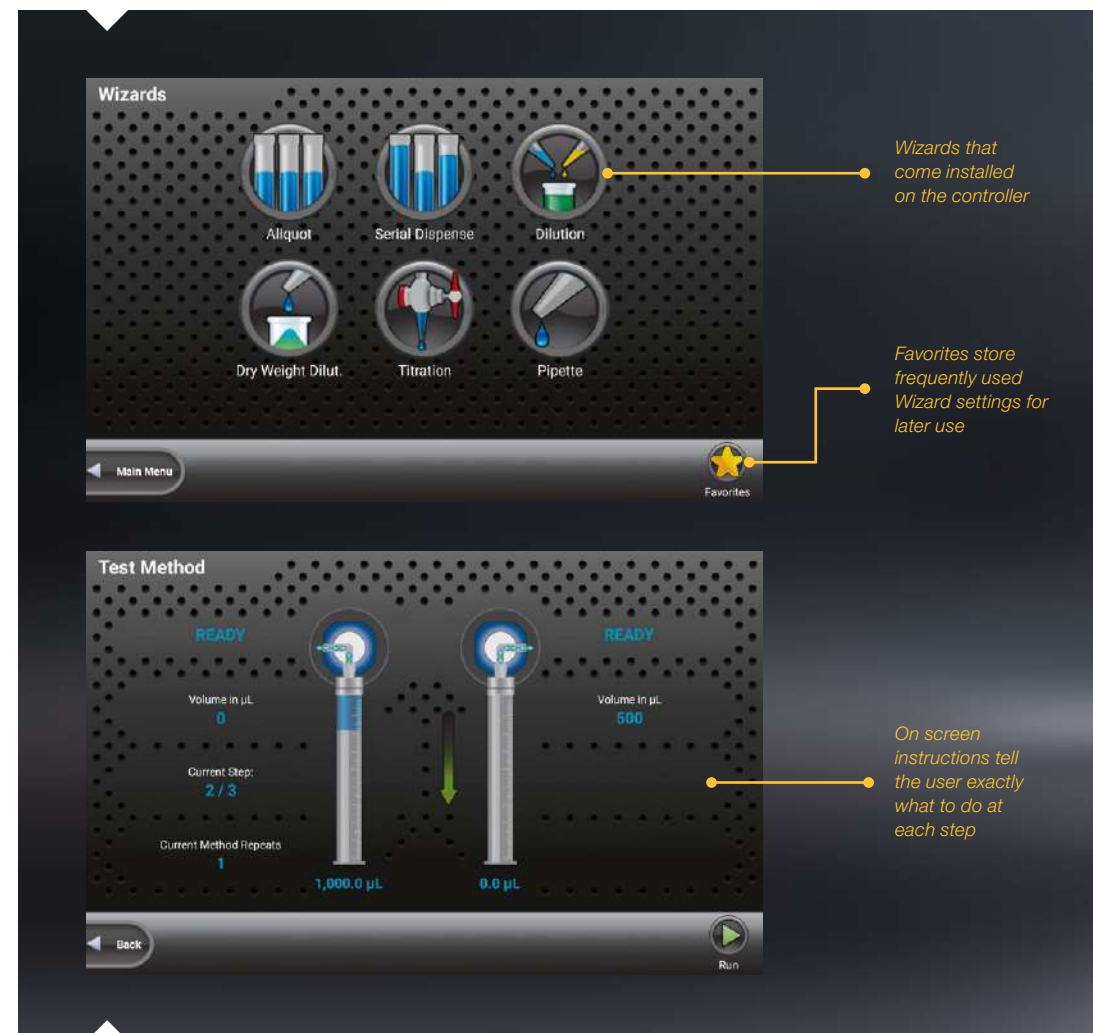 Wizards
Aliquot
Serial Dispense
Dilution
Dry Weight Dilut.
Titration
Pipette
Main Menu
Favorites
Wizards that
come installed
on the controller
Favorites store
frequently used
Wizard settings for
later use
Test Method
READY
READY
Volume in µL
0
Volume in µL
500
Current Step:
2 / 3
Current Method Repeats
1
1,000.0 µL
0.0 µL
Back
Run
On screen
instructions tell
the user exactly
what to do at
each step